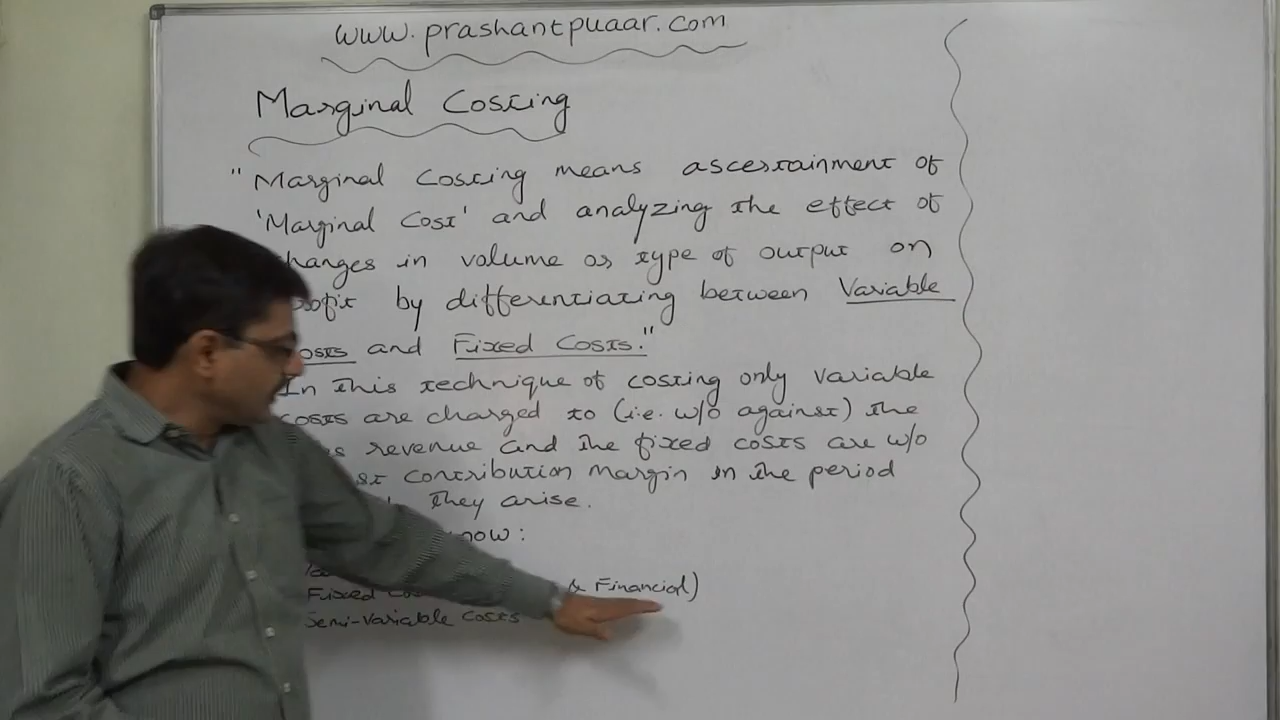 www.prashantpuaar.com
Marginal Costing
"Marginal Costing means ascertainment of
'Marginal Cost' and analyzing the effect of
changes in volume or type of output on
profit by differentiating between Variable
Costs and Fixed Costs."
In this technique of costing only variable
costs are charged to (i.e. w/o against) the
revenue and the fixed costs are w/o
contribution margin in the period
they arise.
now:
Fixed & Financial)
Semi-Variable Costs